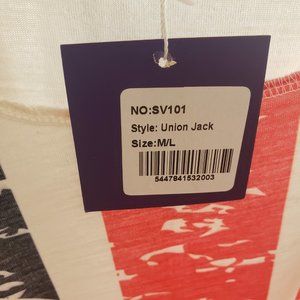 NO:SV101
Style: Union Jack
Size:M/L
5447841532003